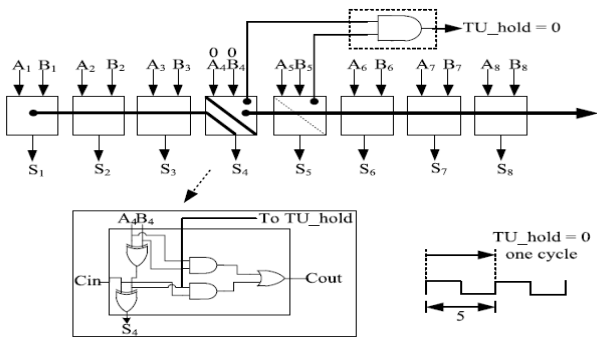 TU_hold = 0
0 0
A1 B1 A2 B2 A3 B3 A4 B4 A5 B5 A6 B6 A7 B7 A8 B8
S1 S2 S3 S4 S5 S6 S7 S8
A4 B4
To TU_hold
Cin
Cout
S4
TU_hold = 0
one cycle
5